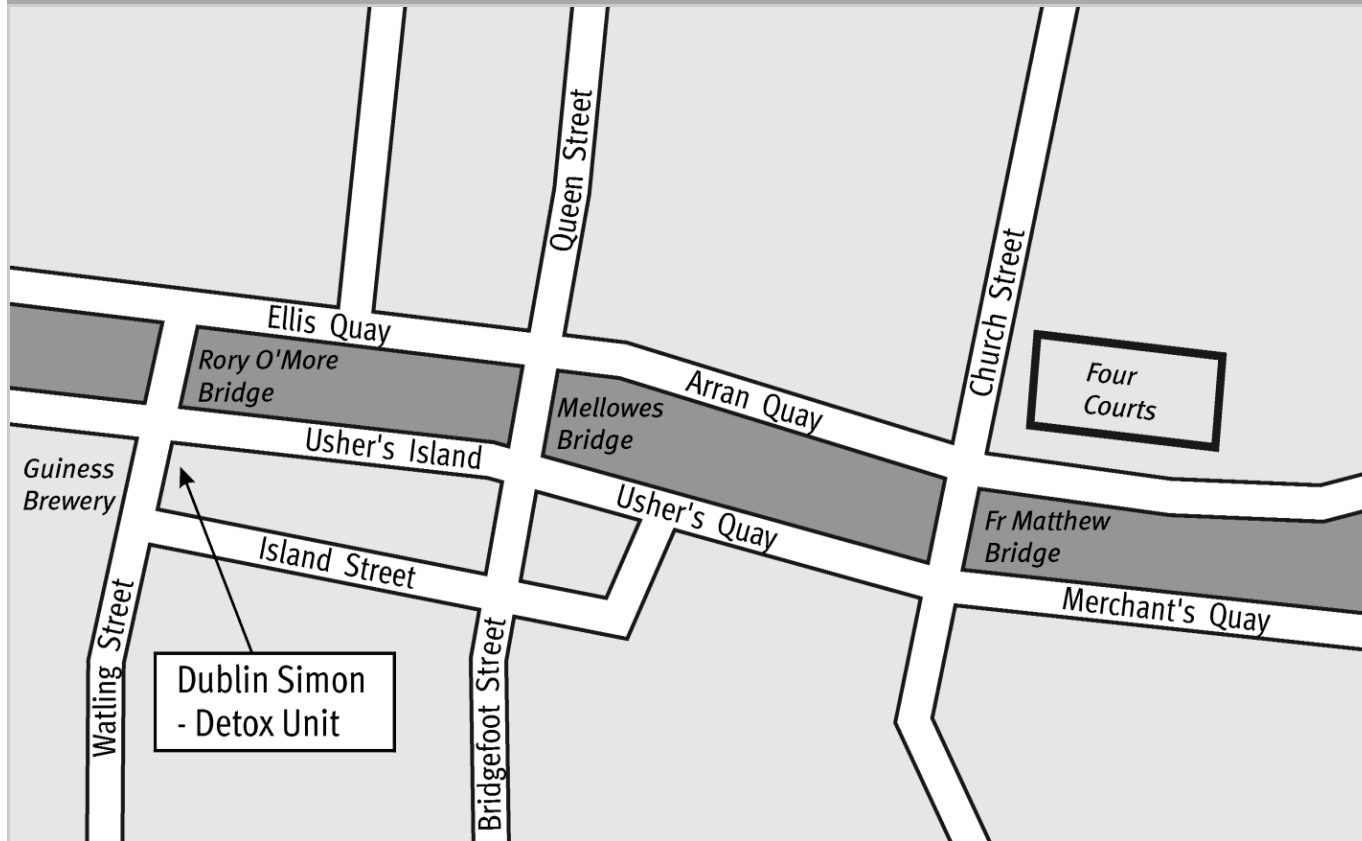 Queen Street
Church Street
Ellis Quay
Rory O'More
Bridge
Arran Quay
Four
Courts
Mellowes
Bridge
Usher's Island
Guiness
Brewery
Usher's Quay
Fr Matthew
Bridge
Island Street
Merchant's Quay
Watling Street
Bridgefoot Street
Dublin Simon
- Detox Unit